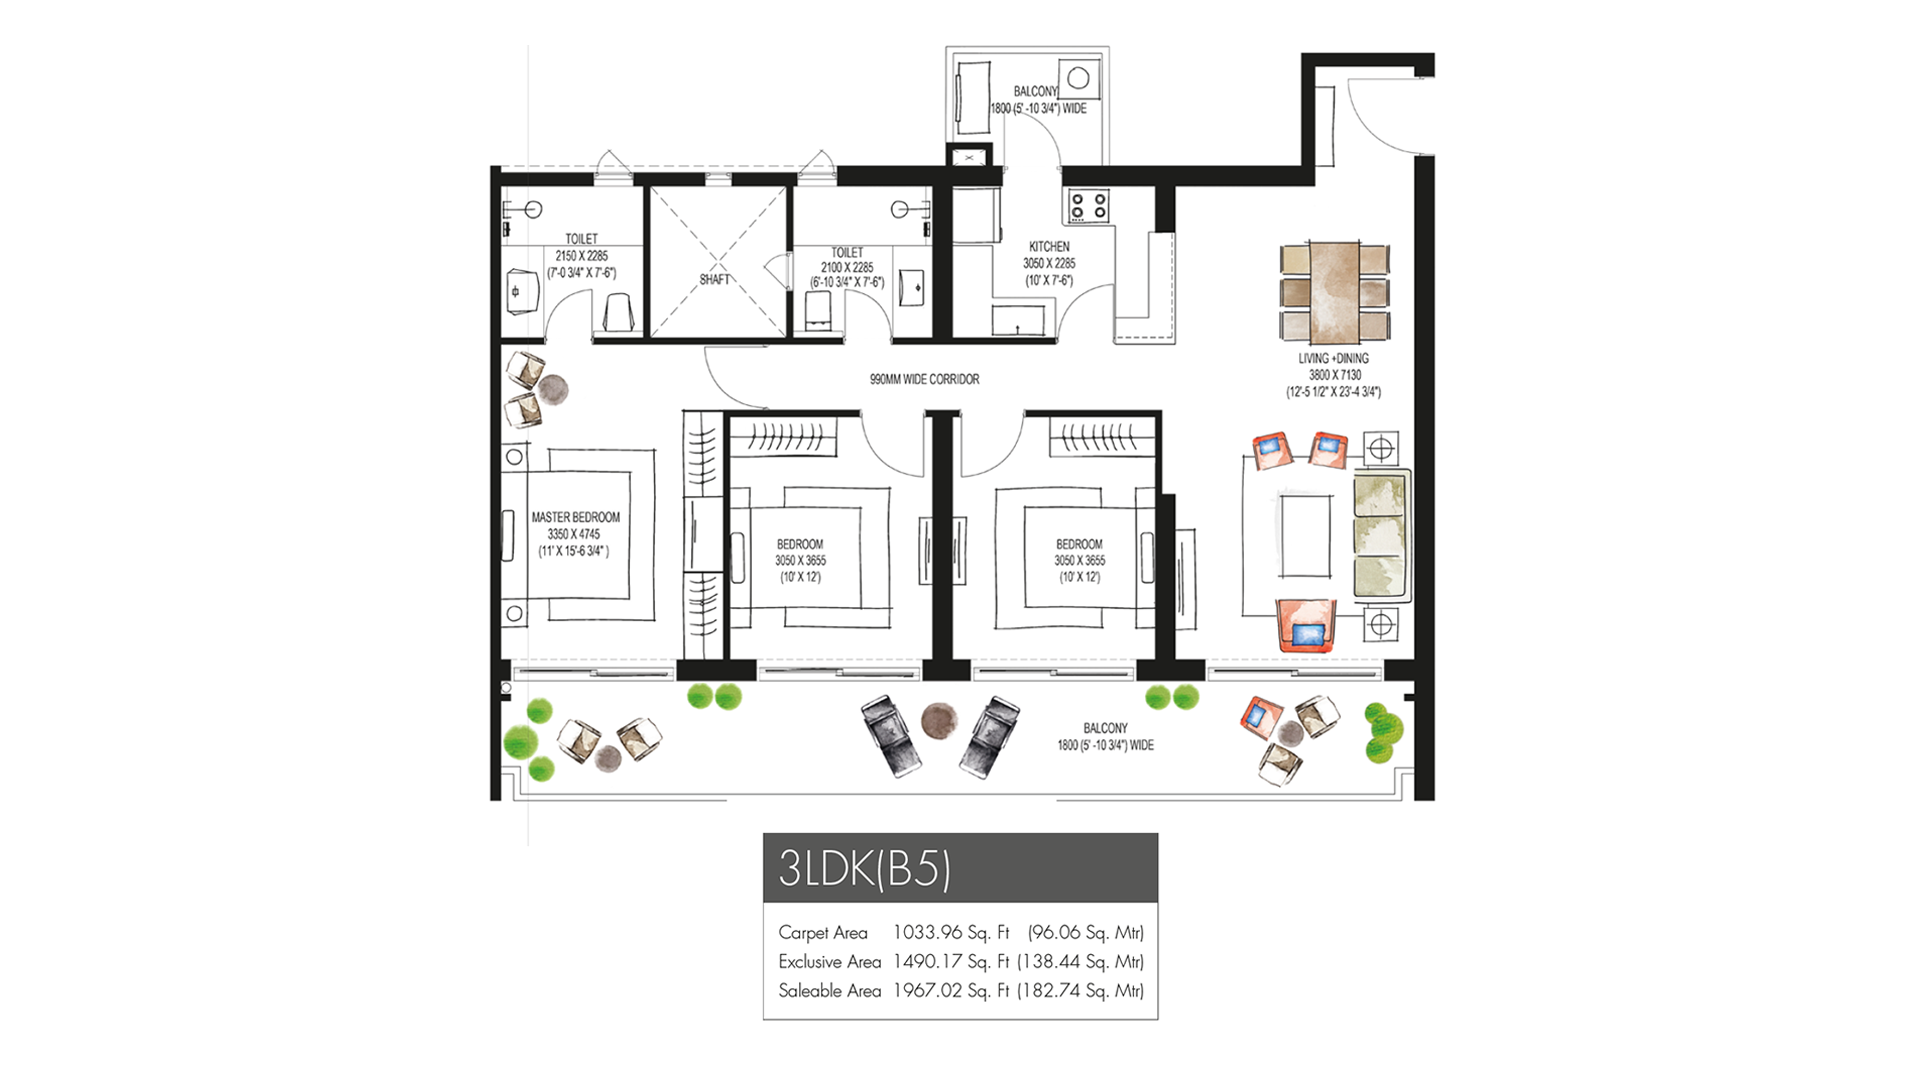 BALCONY
1800 (5' -10 3/4") WIDE
TOILET
2150 X 2285
(7'-0 3/4" X 7'-6")
SHAFT
TOILET
2100 X 2285
(6'-10 3/4" X 7'-6")
KITCHEN
3050 X 2285
(10' X 7'-6")
LIVING +DINING
3800 X 7130
(12'-5 1/2" X 23'-4 3/4")
990MM WIDE CORRIDOR
MASTER BEDROOM
3350 X 4745
(11' X 15'-6 3/4" )
BEDROOM
3050 X 3655
(10' X 12')
BEDROOM
3050 X 3655
(10' X 12')
BALCONY
1800 (5' -10 3/4") WIDE
3LDK(B5)
Carpet Area 1033.96 Sq. Ft (96.06 Sq. Mtr)
Exclusive Area 1490.17 Sq. Ft (138.44 Sq. Mtr)
Saleable Area 1967.02 Sq. Ft (182.74 Sq. Mtr)